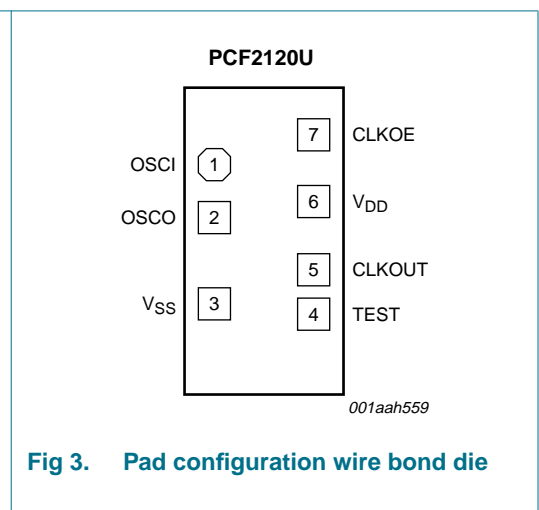 PCF2120U
7 CLKOE
OSCI 1
6 VDD
OSCO 2
5 CLKOUT
VSS 3
4 TEST
001aah559
Fig 3. Pad configuration wire bond die